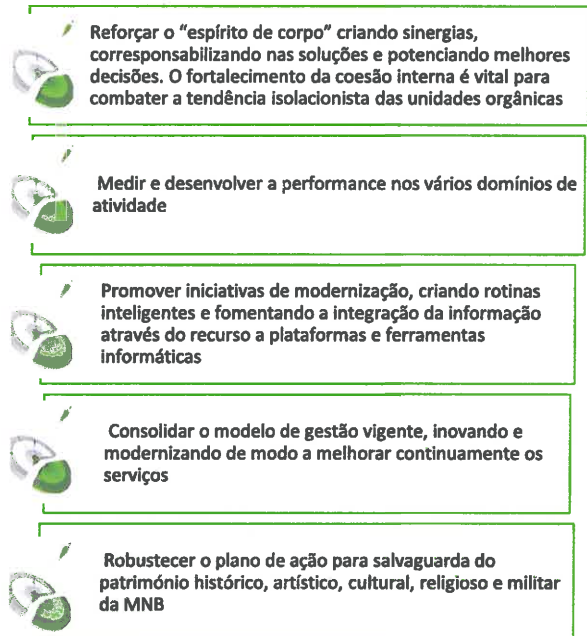 Reforçar o “espírito de corpo” criando sinergias,
corresponsabilizando nas soluções e potenciando melhores
decisões. O fortalecimento da coesão interna é vital para
combater a tendência isolacionista das unidades orgânicas
Medir e desenvolver a performance nos vários domínios de
atividade
Promover iniciativas de modernização, criando rotinas
inteligentes e fomentando a integração da informação
através do recurso a plataformas e ferramentas
informáticas
Consolidar o modelo de gestão vigente, inovando e
modernizando de modo a melhorar continuamente os
serviços
Robustecer o plano de ação para salvaguarda do
património histórico, artístico, cultural, religioso e militar
da MNB